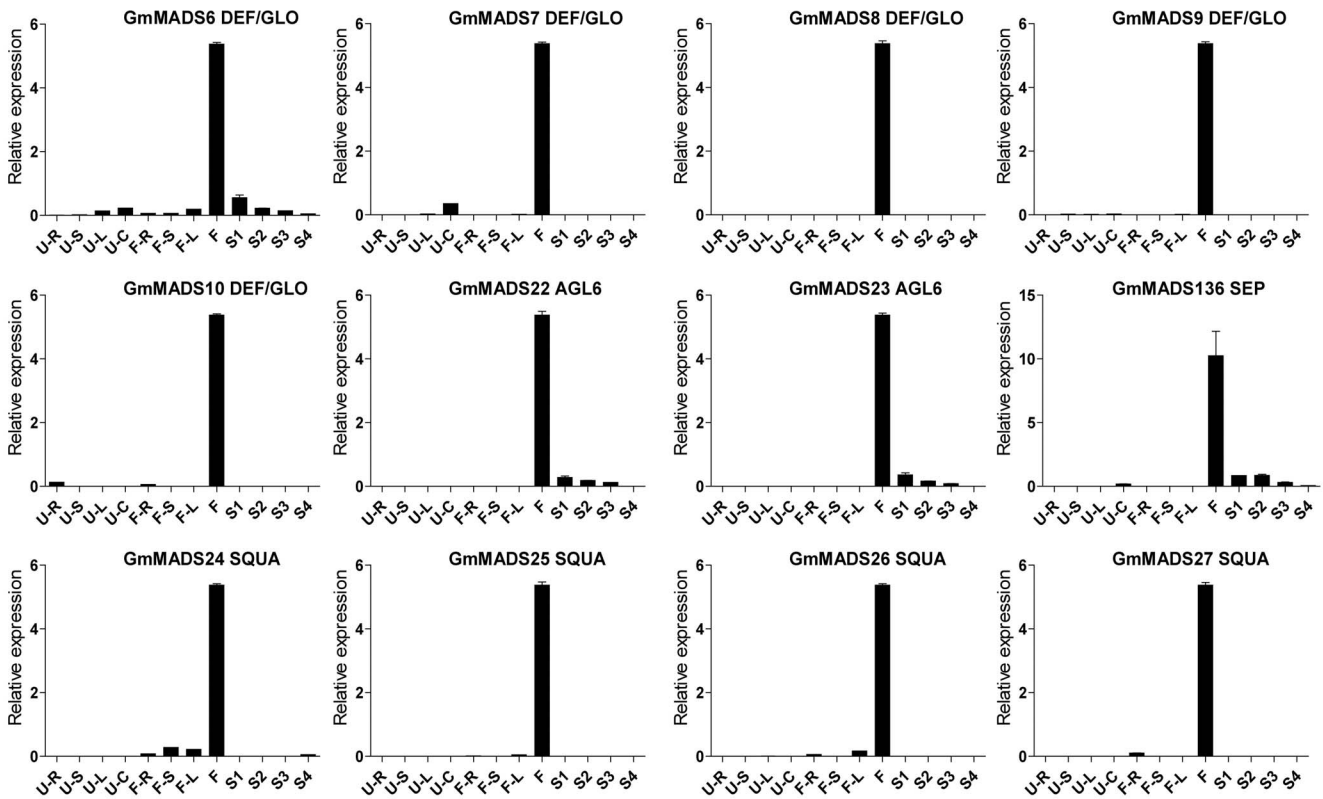 GmMADS6 DEF/GLO
Relative expression
6
4
2
0
U-R U-S U-L U-C F-R F-S F-L F S1 S2 S3 S4
GmMADS7 DEF/GLO
Relative expression
6
4
2
0
U-R U-S U-L U-C F-R F-S F-L F S1 S2 S3 S4
GmMADS8 DEF/GLO
Relative expression
6
4
2
0
U-R U-S U-L U-C F-R F-S F-L F S1 S2 S3 S4
GmMADS9 DEF/GLO
Relative expression
6
4
2
0
U-R U-S U-L U-C F-R F-S F-L F S1 S2 S3 S4
GmMADS10 DEF/GLO
Relative expression
6
4
2
0
U-R U-S U-L U-C F-R F-S F-L F S1 S2 S3 S4
GmMADS22 AGL6
Relative expression
6
4
2
0
U-R U-S U-L U-C F-R F-S F-L F S1 S2 S3 S4
GmMADS23 AGL6
Relative expression
6
4
2
0
U-R U-S U-L U-C F-R F-S F-L F S1 S2 S3 S4
GmMADS136 SEP
Relative expression
15
10
5
0
U-R U-S U-L U-C F-R F-S F-L F S1 S2 S3 S4
GmMADS24 SQUA
Relative expression
6
4
2
0
U-R U-S U-L U-C F-R F-S F-L F S1 S2 S3 S4
GmMADS25 SQUA
Relative expression
6
4
2
0
U-R U-S U-L U-C F-R F-S F-L F S1 S2 S3 S4
GmMADS26 SQUA
Relative expression
6
4
2
0
U-R U-S U-L U-C F-R F-S F-L F S1 S2 S3 S4
GmMADS27 SQUA
Relative expression
6
4
2
0
U-R U-S U-L U-C F-R F-S F-L F S1 S2 S3 S4